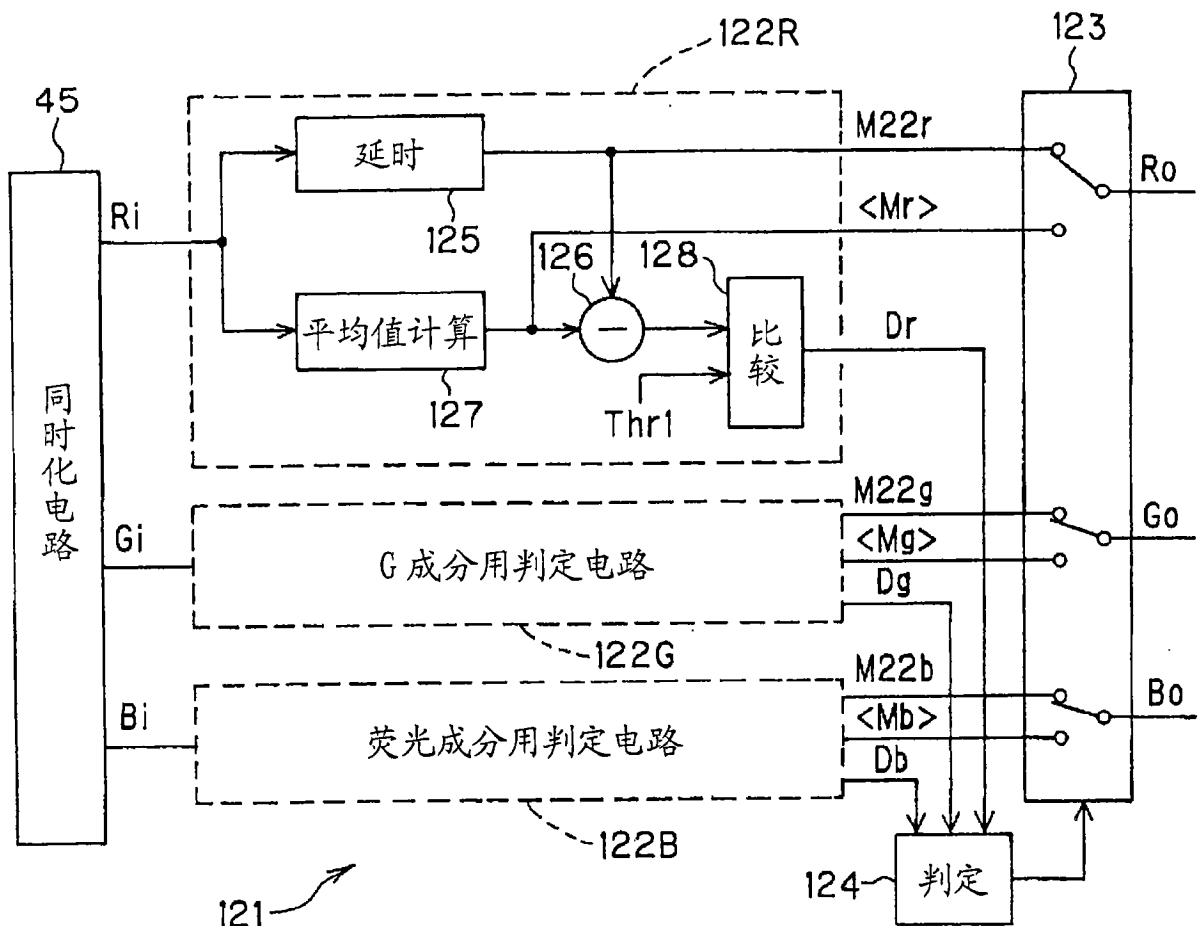 122R
123
45
延时
125
M22r
Ro
Ri
<Mr>
126
128
平均值计算
127
比较
Dr
Thr1
同时化电路
M22g
Go
<Mg>
Gi
G成分用判定电路
Dg
122G
M22b
Bo
<Mb>
Bi
荧光成分用判定电路
Db
122B
124
判定
121